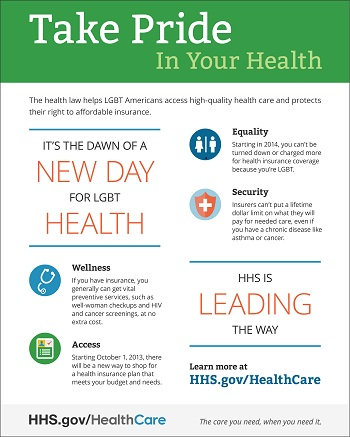 Take Pride
In Your Health
The health law helps LGBT Americans access high-quality health care and protects
their right to affordable insurance.
IT'S THE DAWN OF A
NEW DAY
FOR LGBT
HEALTH
Equality
Starting in 2014, you can't be
turned down or charged more
for health insurance coverage
because you're LGBT.
Security
Insurers can't put a lifetime
dollar limit on what they will
pay for needed care, even if
you have a chronic disease like
asthma or cancer.
Wellness
If you have insurance, you
generally can get vital
preventive services, such as
well-woman checkups and HIV
and cancer screenings, at no
extra cost.
Access
Starting October 1, 2013, there
will be a new way to shop for
a health insurance plan that
meets your budget and needs.
HHS IS
LEADING
THE WAY
Learn more at
HHS.gov/HealthCare
HHS.gov/HealthCare
The care you need, when you need it.